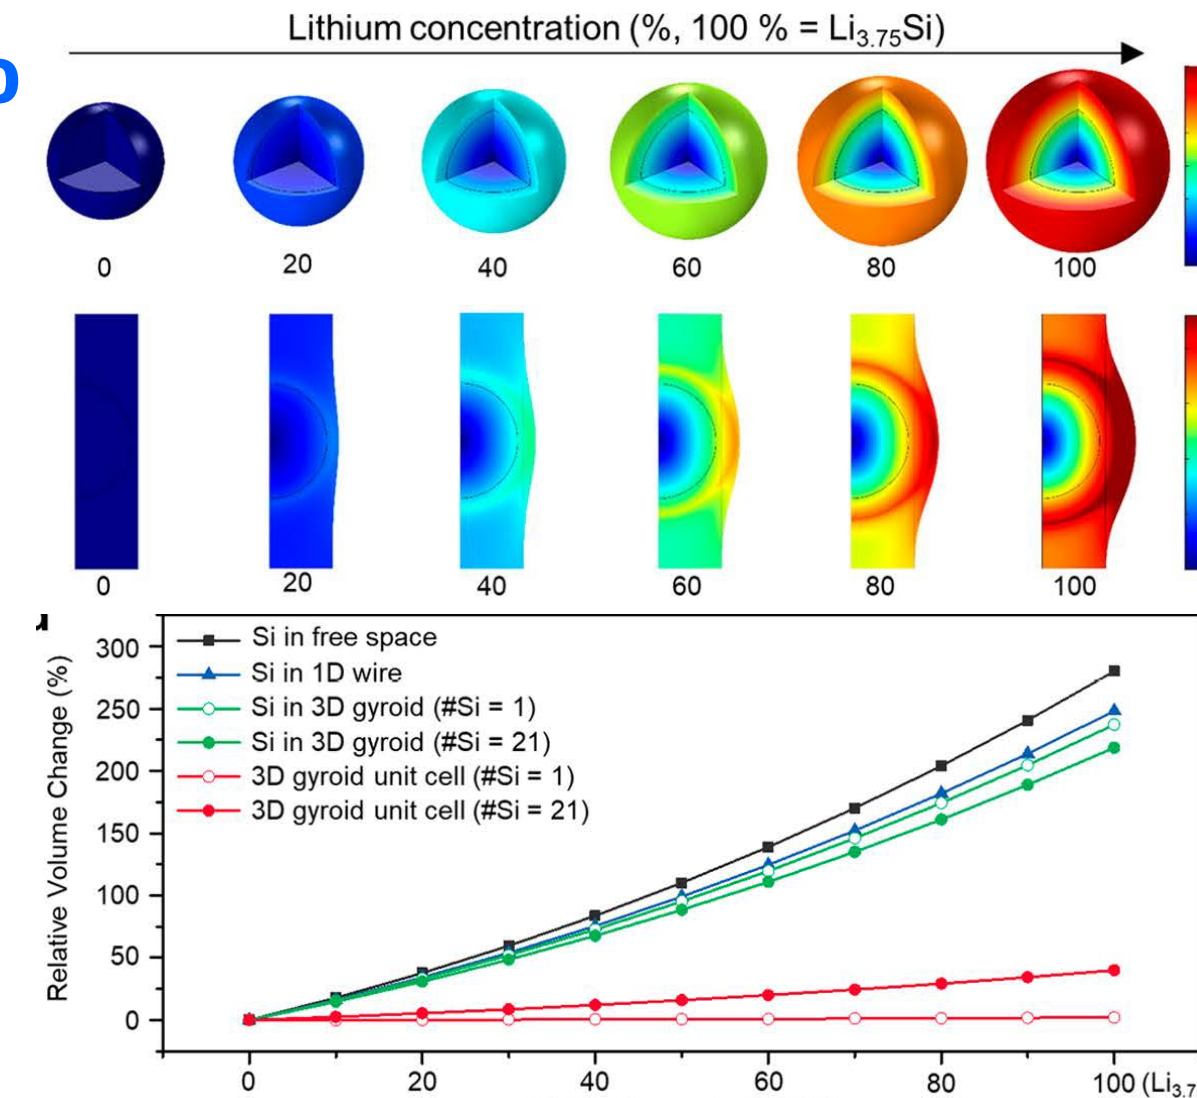 Lithium concentration (%, 100 % = Li3.75Si)
0 20 40 60 80 100
0 20 40 60 80 100
Relative Volume Change (%)
300
250
200
150
100
50
0
Si in free space
Si in 1D wire
Si in 3D gyroid (#Si = 1)
Si in 3D gyroid (#Si = 21)
3D gyroid unit cell (#Si = 1)
3D gyroid unit cell (#Si = 21)
0 20 40 60 80 100 (Li3.7